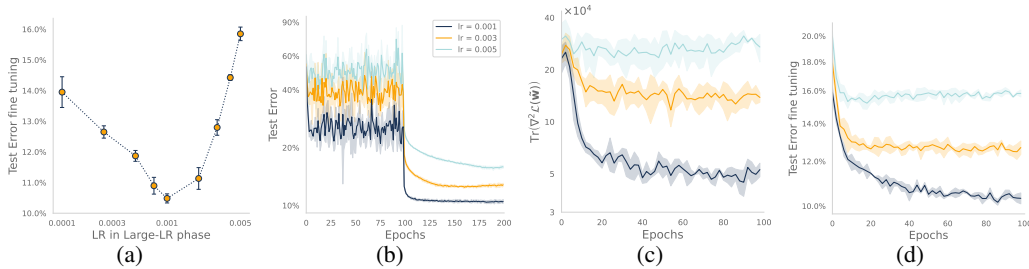 Test Error fine tuning
16.0%
15.0%
14.0%
13.0%
12.0%
11.0%
10.0%
0.0001
0.0003
0.001
0.005
LR in Large-LR phase
(a)
Test Error
90%
60%
40%
20%
10%
lr = 0.001
lr = 0.003
lr = 0.005
0 25 50 75 100 125 150 175 200
Epochs
(b)
×10⁴
Tr(∇²ℒ(w̄))
40
20
10
5
3
0 20 40 60 80 100
Epochs
(c)
Test Error fine tuning
20.0%
18.0%
16.0%
14.0%
12.0%
10.0%
0 20 40 60 80 100
Epochs
(d)